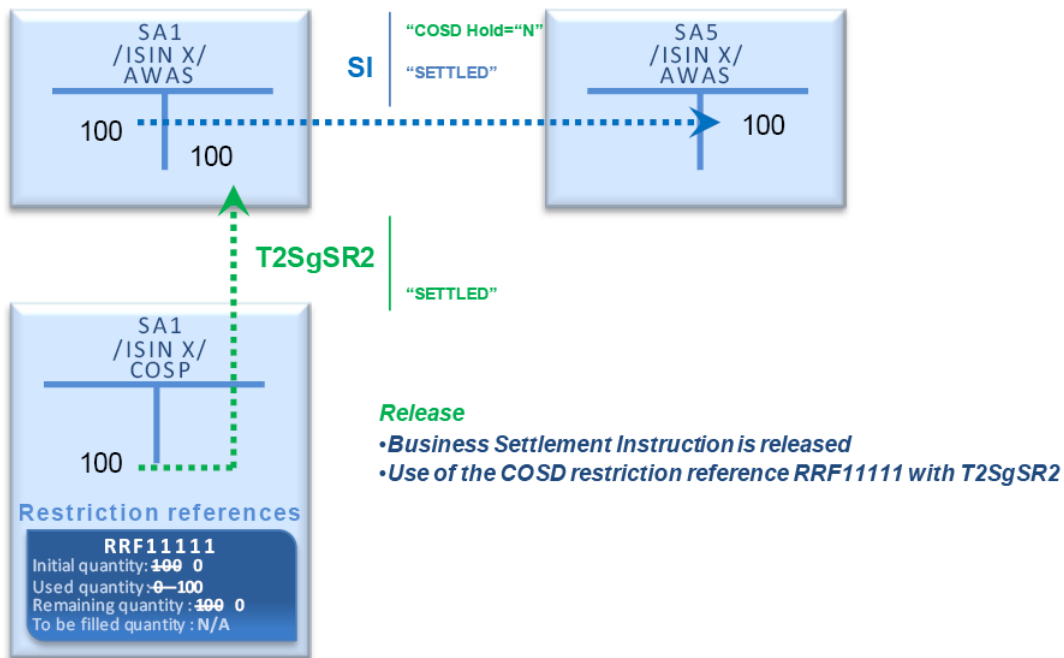 SA1
/ISIN X/
AWAS
100
100
SI
“COSD Hold=“N”
“SETTLED”
SA5
/ISIN X/
AWAS
100
T2SgSR2
“SETTLED”
SA1
/ISIN X/
COSP
100
Restriction references
RRF11111
Initial quantity: 100 0
Used quantity: 0 100
Remaining quantity : 100 0
To be filled quantity : N/A
Release
•Business Settlement Instruction is released
•Use of the COSD restriction reference RRF11111 with T2SgSR2